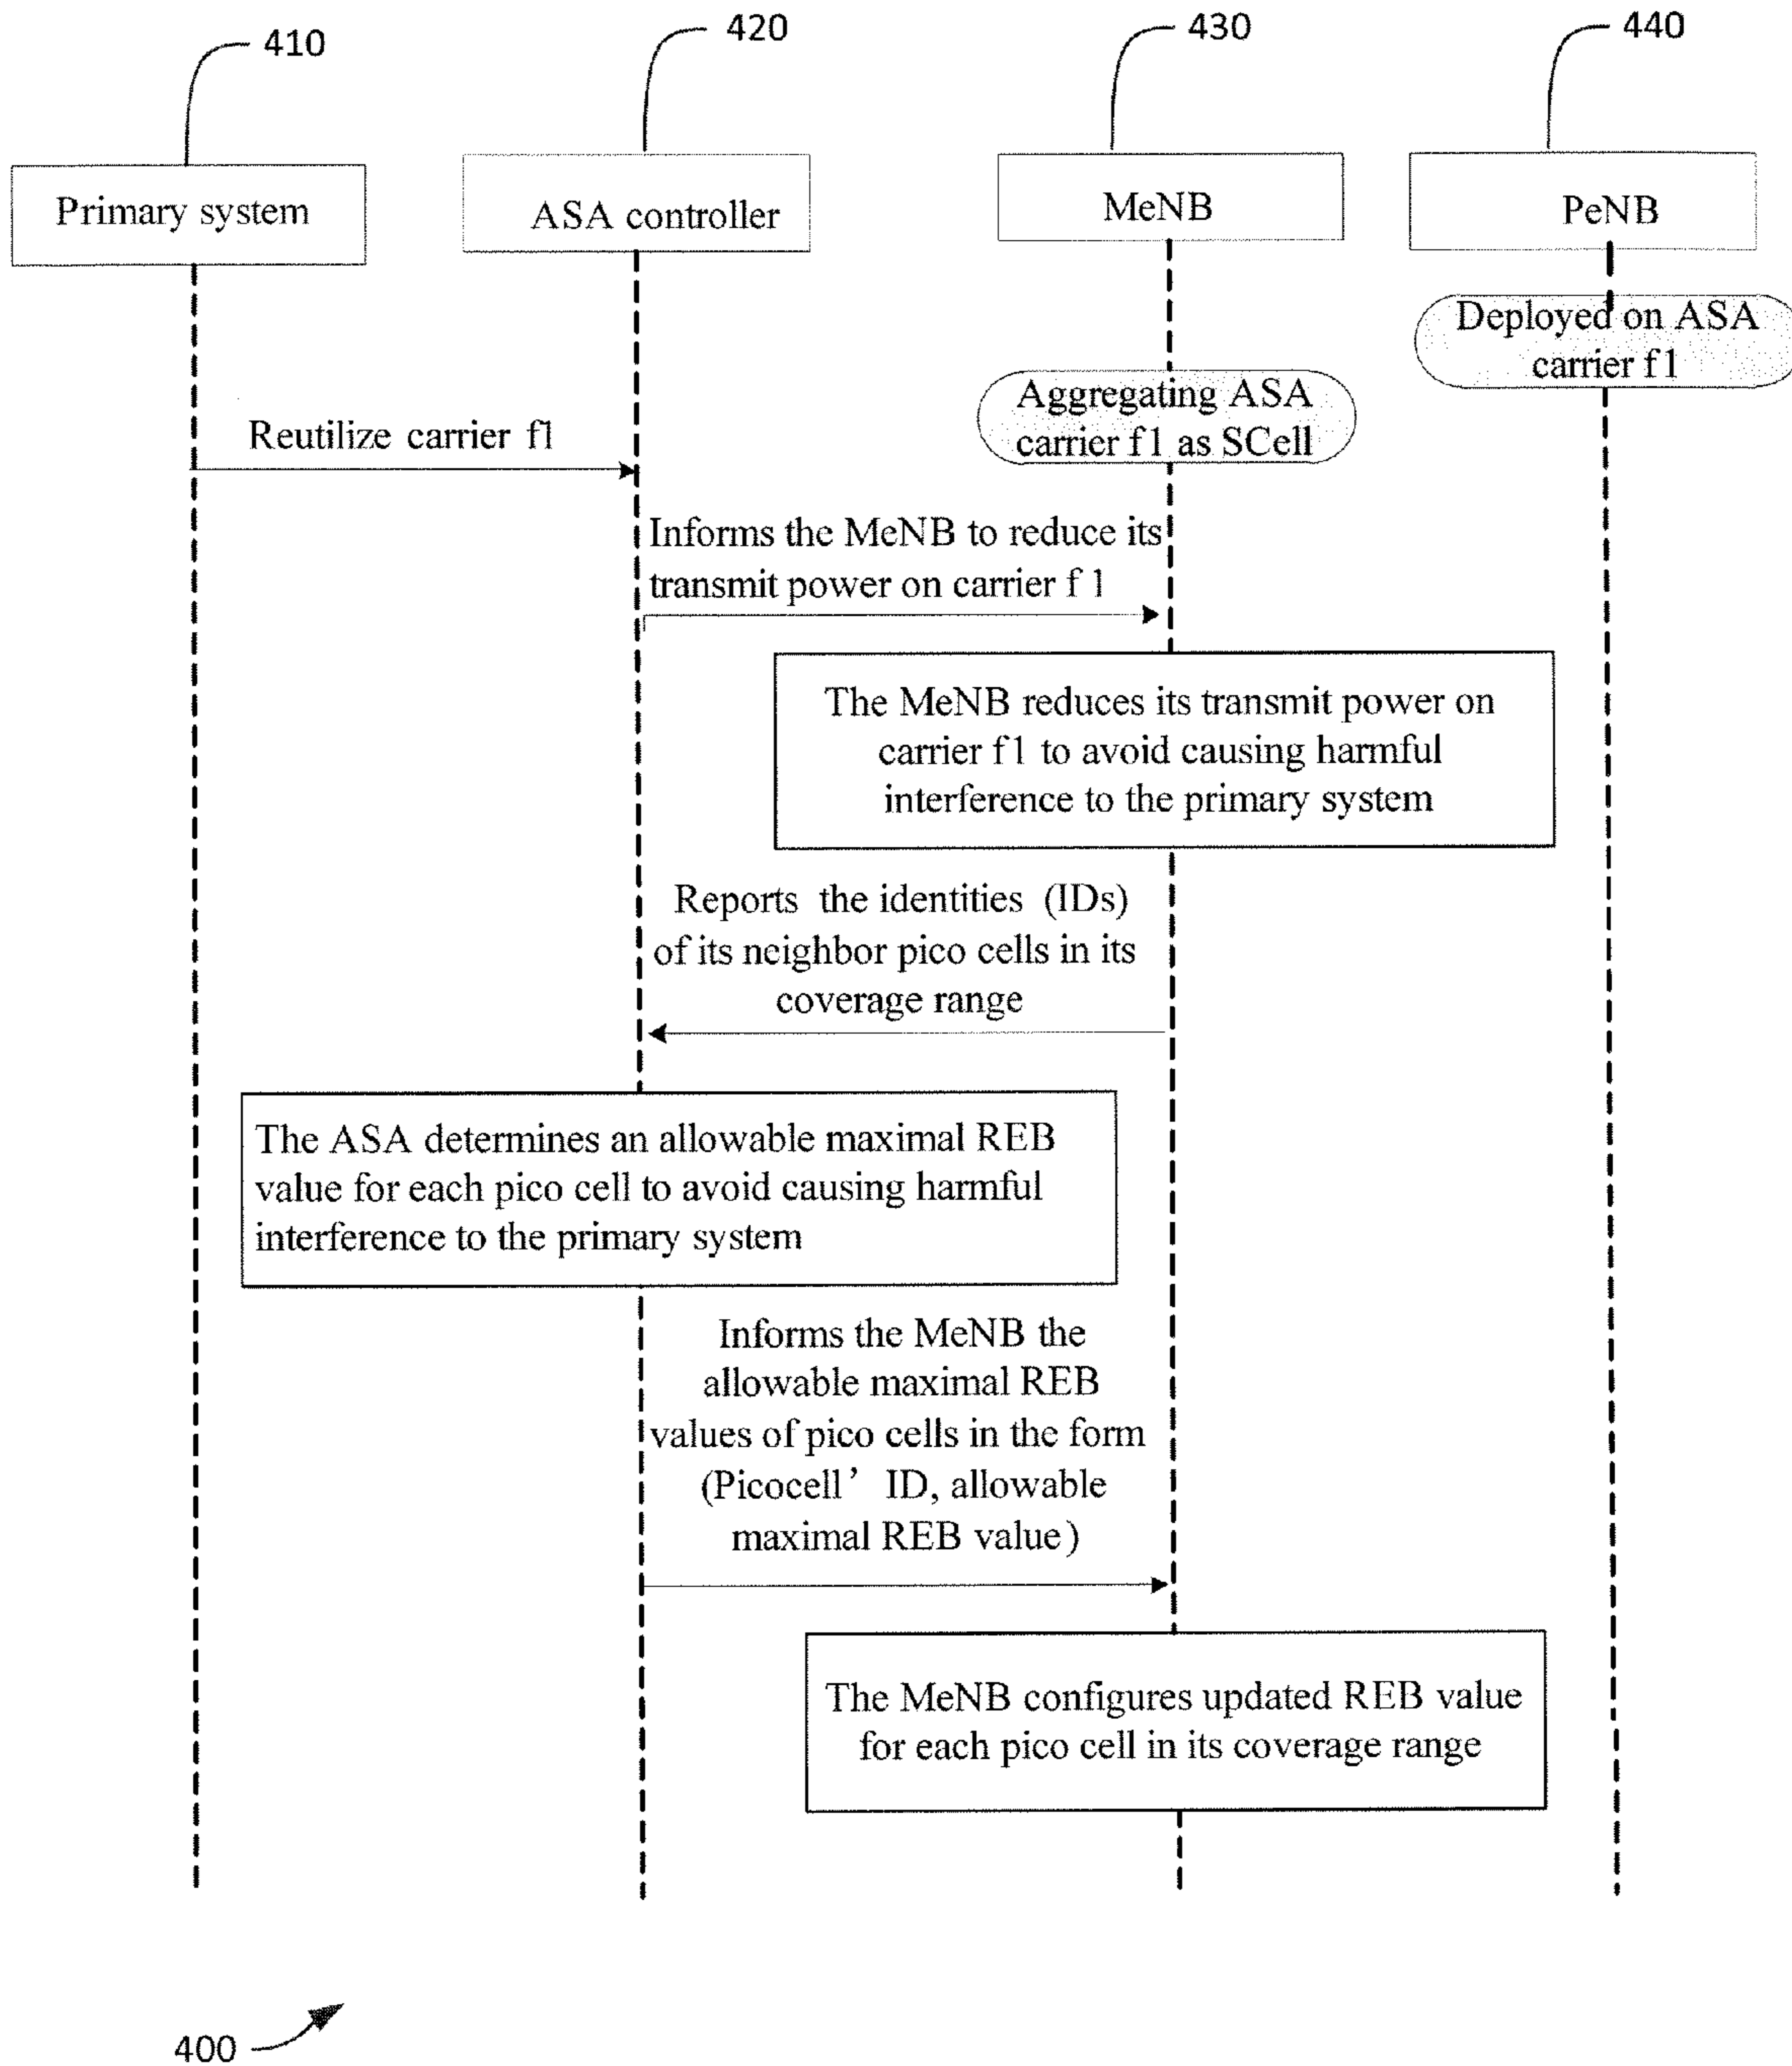 410
420
430
440
Primary system
ASA controller
MeNB
PeNB
Deployed on ASA
carrier f1
Aggregating ASA
carrier f1 as SCell
Reutilize carrier f1
Informs the MeNB to reduce its
transmit power on carrier f 1
The MeNB reduces its transmit power on
carrier f1 to avoid causing harmful
interference to the primary system
Reports the identities (IDs)
of its neighbor pico cells in its
coverage range
The ASA determines an allowable maximal REB
value for each pico cell to avoid causing harmful
interference to the primary system
Informs the MeNB the
allowable maximal REB
values of pico cells in the form
(Picocell’ ID, allowable
maximal REB value)
The MeNB configures updated REB value
for each pico cell in its coverage range
400